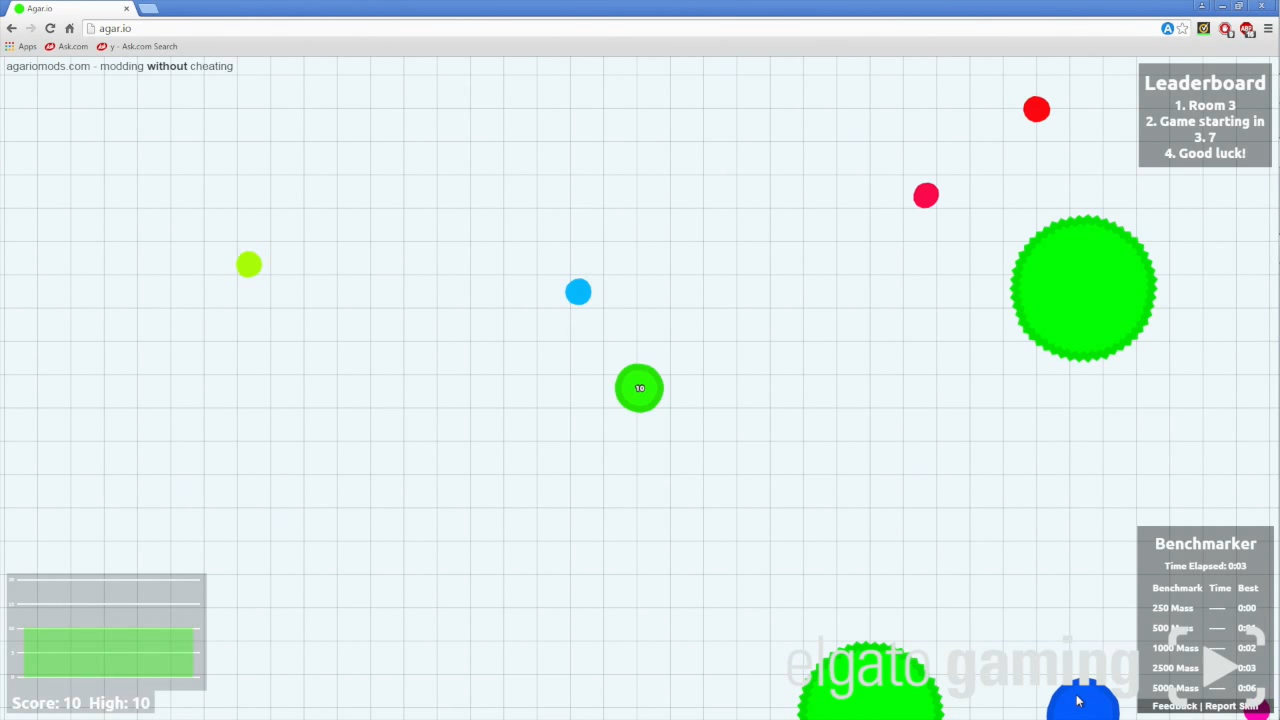 Agar.io
agar.io
Apps Ask.com y - Ask.com Search
agariomods.com - modding without cheating
Leaderboard
1. Room 3
2. Game starting in
3. 7
4. Good luck!
10
Benchmarker
Time Elapsed: 0:03
Benchmark Time Best
250 Mass 0:00
500 Mass
1000 Mass 0:02
2500 Mass 0:03
5000 Mass 0:06
Feedback | Report Skin
elgato gaming
Score: 10 High: 10